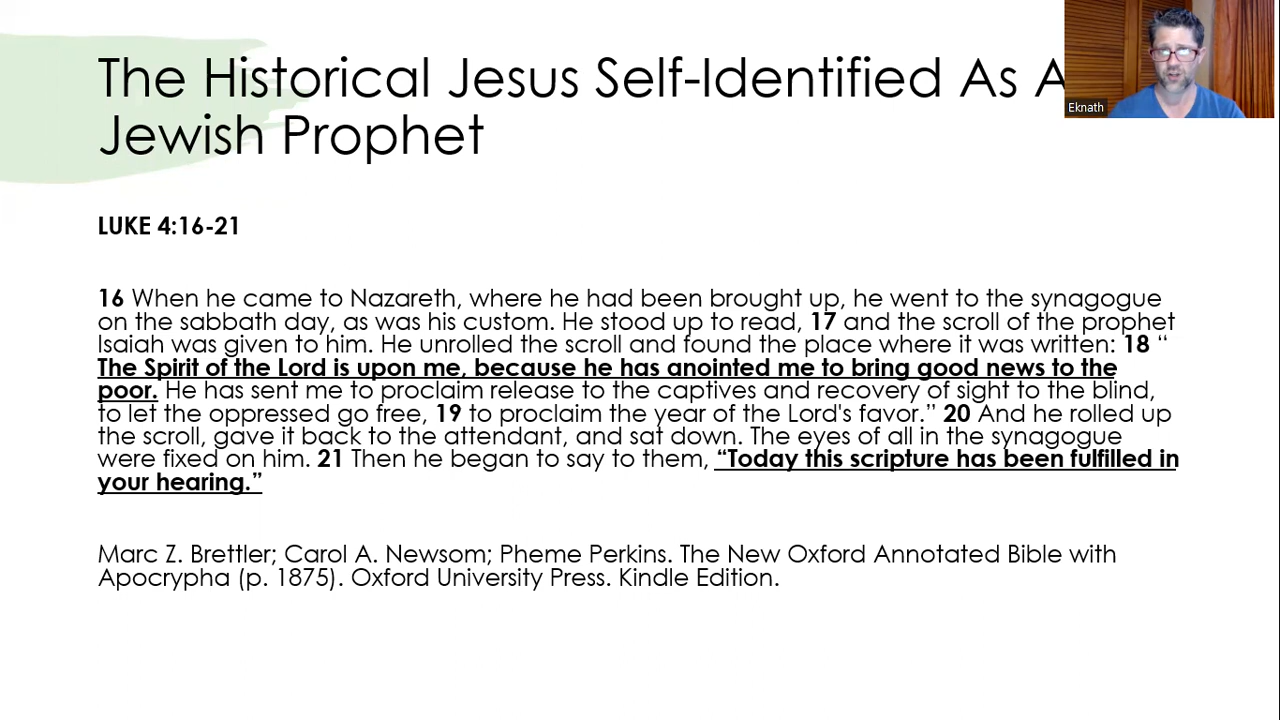 The Historical Jesus Self-Identified As A
Jewish Prophet
Eknath
LUKE 4:16-21
16 When he came to Nazareth, where he had been brought up, he went to the synagogue
on the sabbath day, as was his custom. He stood up to read, 17 and the scroll of the prophet
Isaiah was given to him. He unrolled the scroll and found the place where it was written: 18 “
The Spirit of the Lord is upon me, because he has anointed me to bring good news to the
poor. He has sent me to proclaim release to the captives and recovery of sight to the blind,
to let the oppressed go free, 19 to proclaim the year of the Lord's favor.” 20 And he rolled up
the scroll, gave it back to the attendant, and sat down. The eyes of all in the synagogue
were fixed on him. 21 Then he began to say to them, “Today this scripture has been fulfilled in
your hearing.”
Marc Z. Brettler; Carol A. Newsom; Pheme Perkins. The New Oxford Annotated Bible with
Apocrypha (p. 1875). Oxford University Press. Kindle Edition.